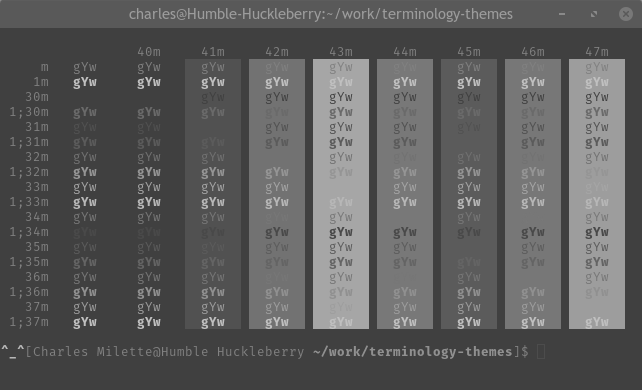 charles@Humble-Huckleberry:~/work/terminology-themes
40m 41m 42m 43m 44m 45m 46m 47m
m gYw gYw gYw gYw gYw gYw gYw gYw gYw
1m gYw gYw gYw gYw gYw gYw gYw gYw gYw
30m gYw gYw gYw gYw gYw gYw gYw
1;30m gYw gYw gYw gYw gYw gYw gYw gYw gYw
31m gYw gYw gYw gYw gYw gYw gYw gYw
1;31m gYw gYw gYw gYw gYw gYw gYw gYw gYw
32m gYw gYw gYw gYw gYw gYw gYw gYw
1;32m gYw gYw gYw gYw gYw gYw gYw gYw gYw
33m gYw gYw gYw gYw gYw gYw gYw gYw
1;33m gYw gYw gYw gYw gYw gYw gYw gYw gYw
34m gYw gYw gYw gYw gYw gYw gYw gYw
1;34m gYw gYw gYw gYw gYw gYw gYw gYw gYw
35m gYw gYw gYw gYw gYw gYw gYw gYw
1;35m gYw gYw gYw gYw gYw gYw gYw gYw gYw
36m gYw gYw gYw gYw gYw gYw gYw gYw
1;36m gYw gYw gYw gYw gYw gYw gYw gYw gYw
37m gYw gYw gYw gYw gYw gYw gYw gYw
1;37m gYw gYw gYw gYw gYw gYw gYw gYw gYw
^_^[Charles Milette@Humble Huckleberry ~/work/terminology-themes]$